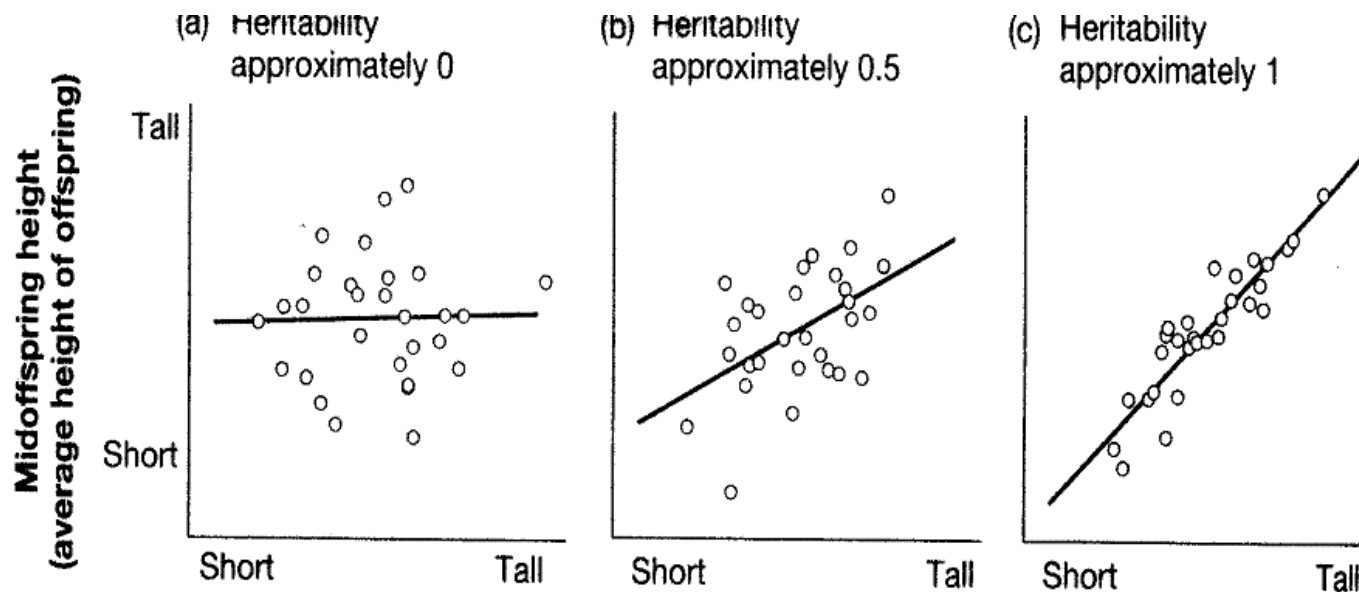 (a) Heritability
approximately 0
(b) Heritability
approximately 0.5
(c) Heritability
approximately 1
Midoffspring height
(average height of offspring)
Tall
Short
Short Tall
Short Tall
Short Tall